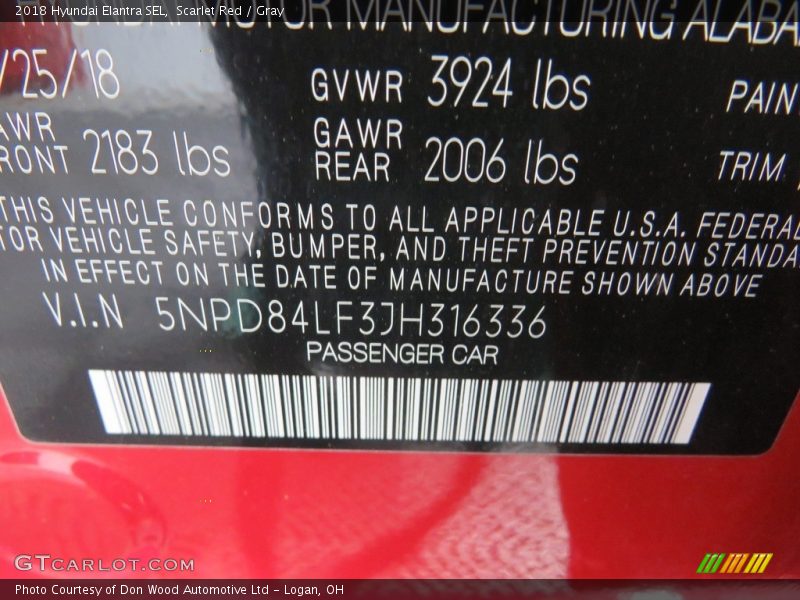 2018 Hyundai Elantra SEL, Scarlet Red / Gray
MOTOR MANUFACTURING ALABA
/25/18 GVWR 3924 lbs PAIN
AWR RONT 2183 lbs GAWR REAR 2006 lbs TRIM
THIS VEHICLE CONFORMS TO ALL APPLICABLE U.S.A. FEDERAL
TOR VEHICLE SAFETY, BUMPER, AND THEFT PREVENTION STANDA
IN EFFECT ON THE DATE OF MANUFACTURE SHOWN ABOVE
V.I.N 5NPD84LF3JH316336
PASSENGER CAR
GTCARLOT.COM
Photo Courtesy of Don Wood Automotive Ltd - Logan, OH